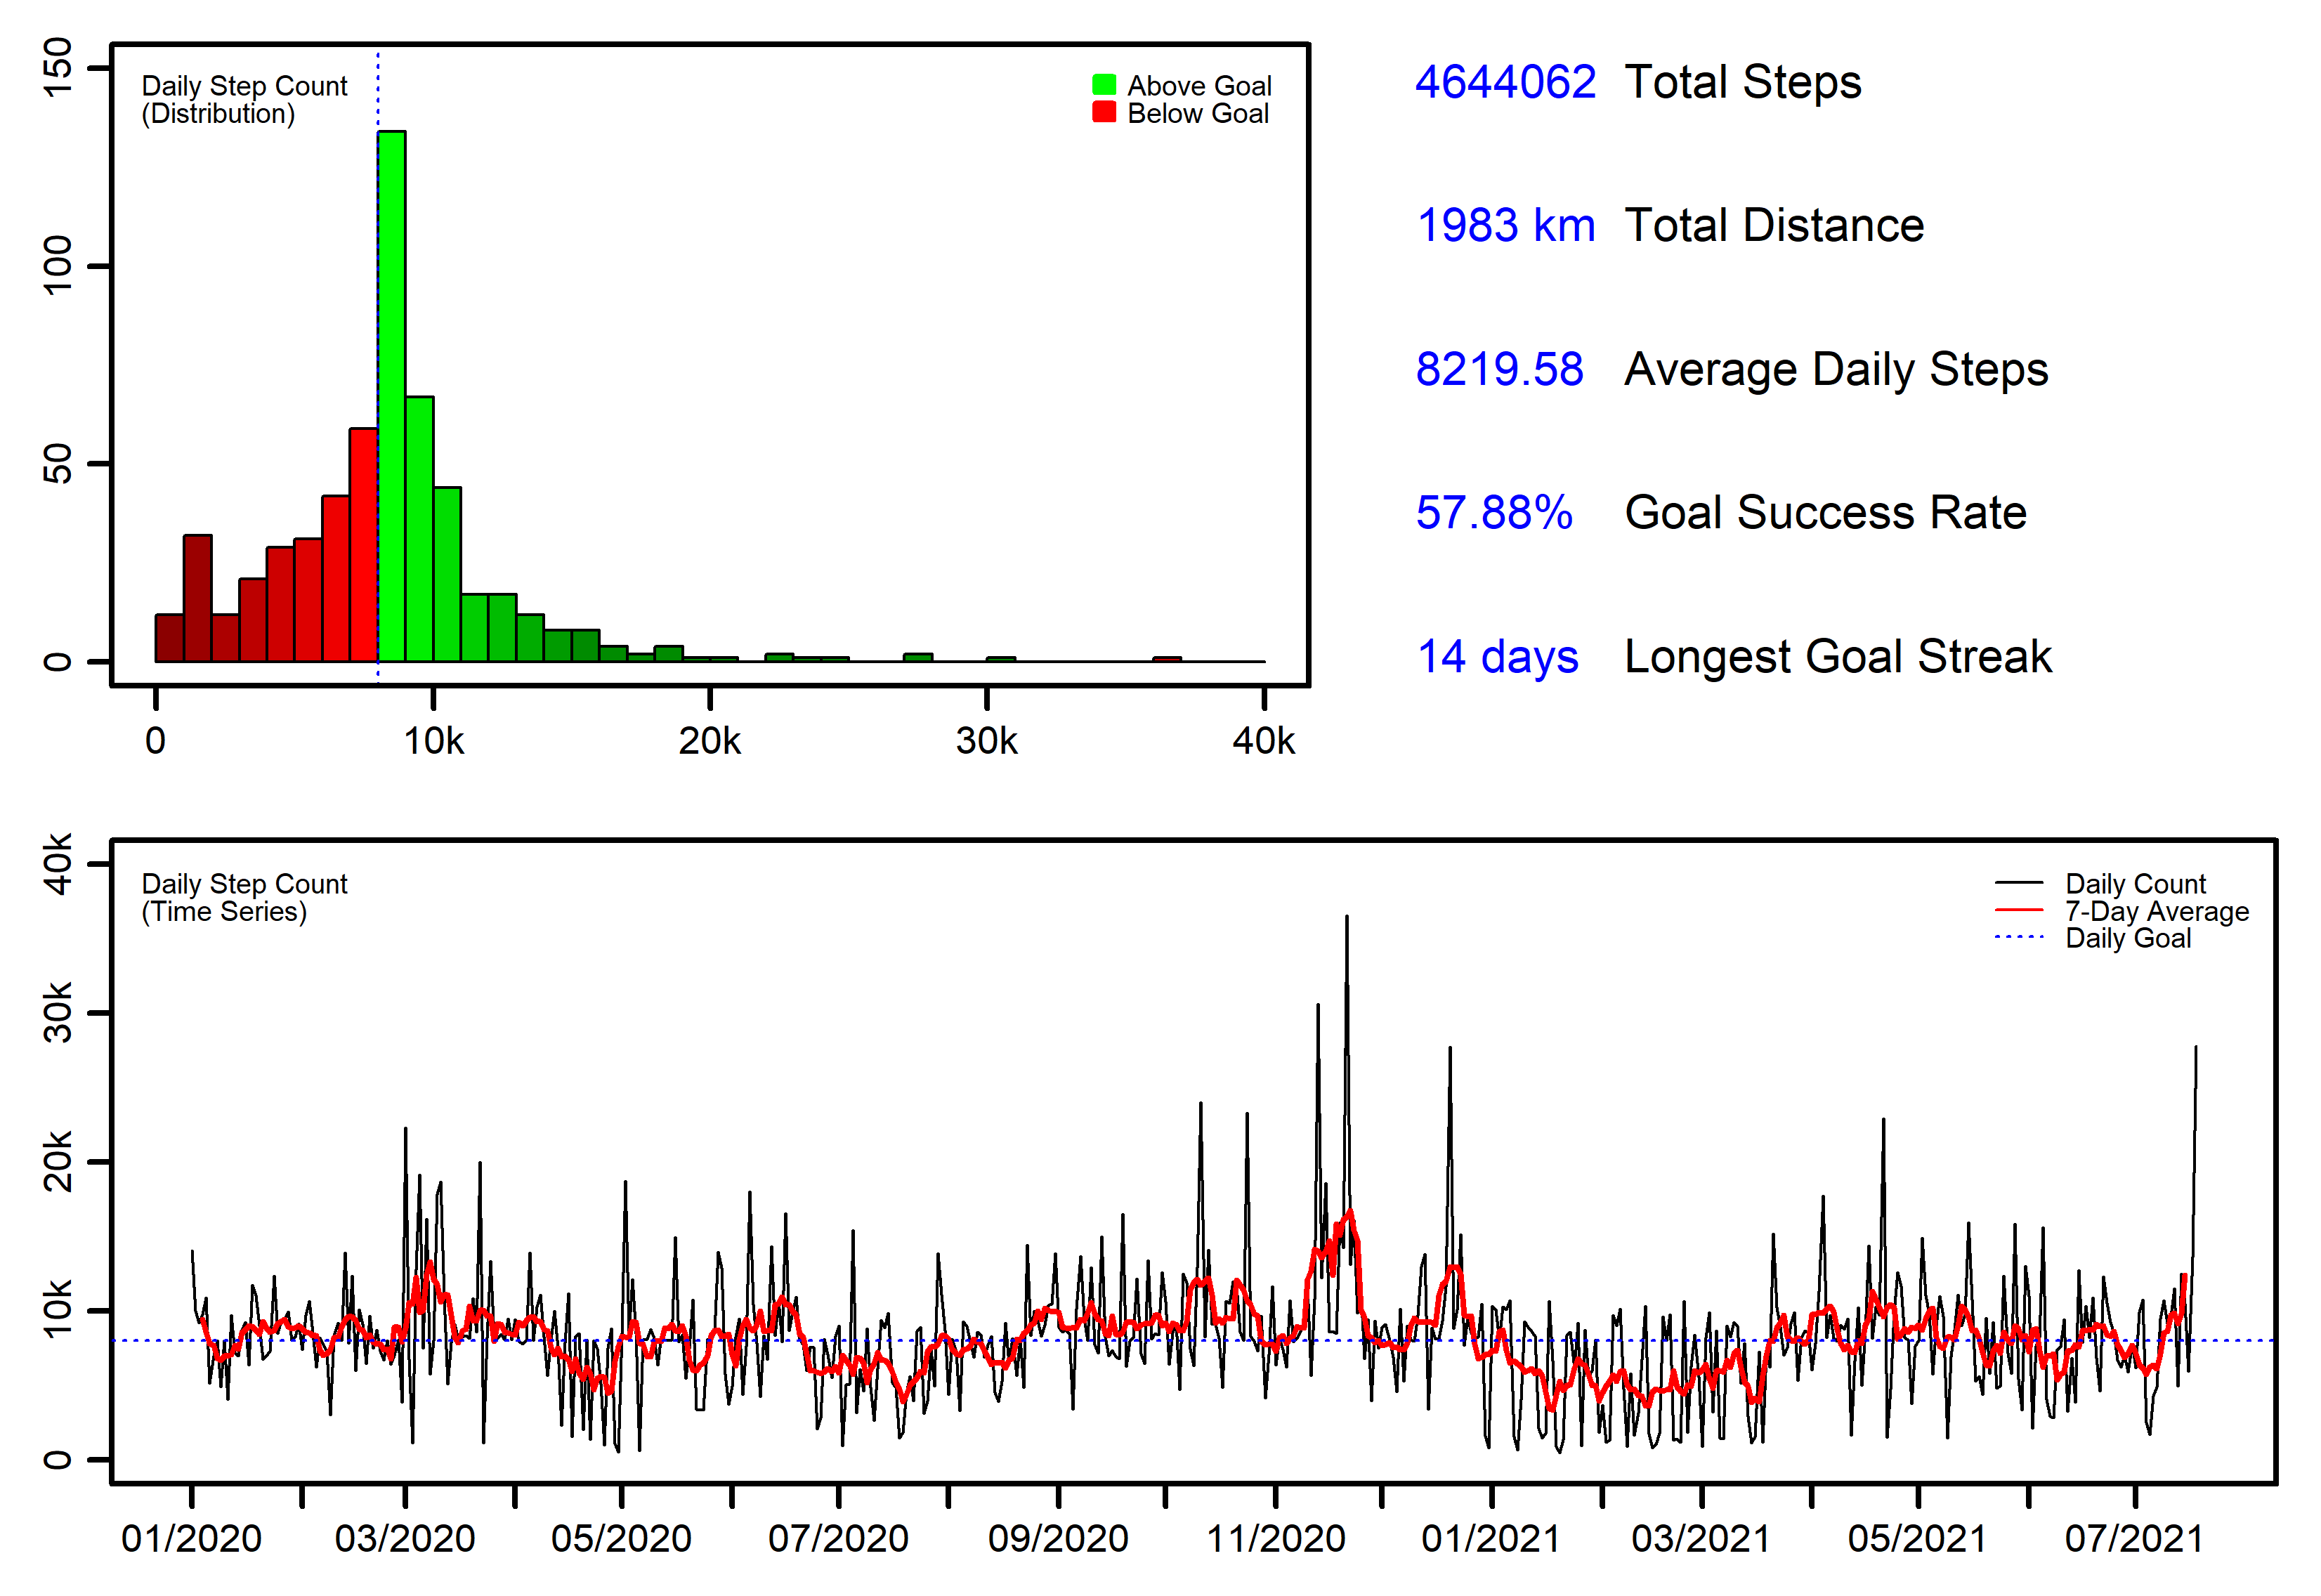 150
100
50
0
Daily Step Count
(Distribution)
Above Goal
Below Goal
0 10k 20k 30k 40k
4644062 Total Steps
1983 km Total Distance
8219.58 Average Daily Steps
57.88% Goal Success Rate
14 days Longest Goal Streak
40k
30k
20k
10k
0
Daily Step Count
(Time Series)
Daily Count
7-Day Average
Daily Goal
01/2020 03/2020 05/2020 07/2020 09/2020 11/2020 01/2021 03/2021 05/2021 07/2021